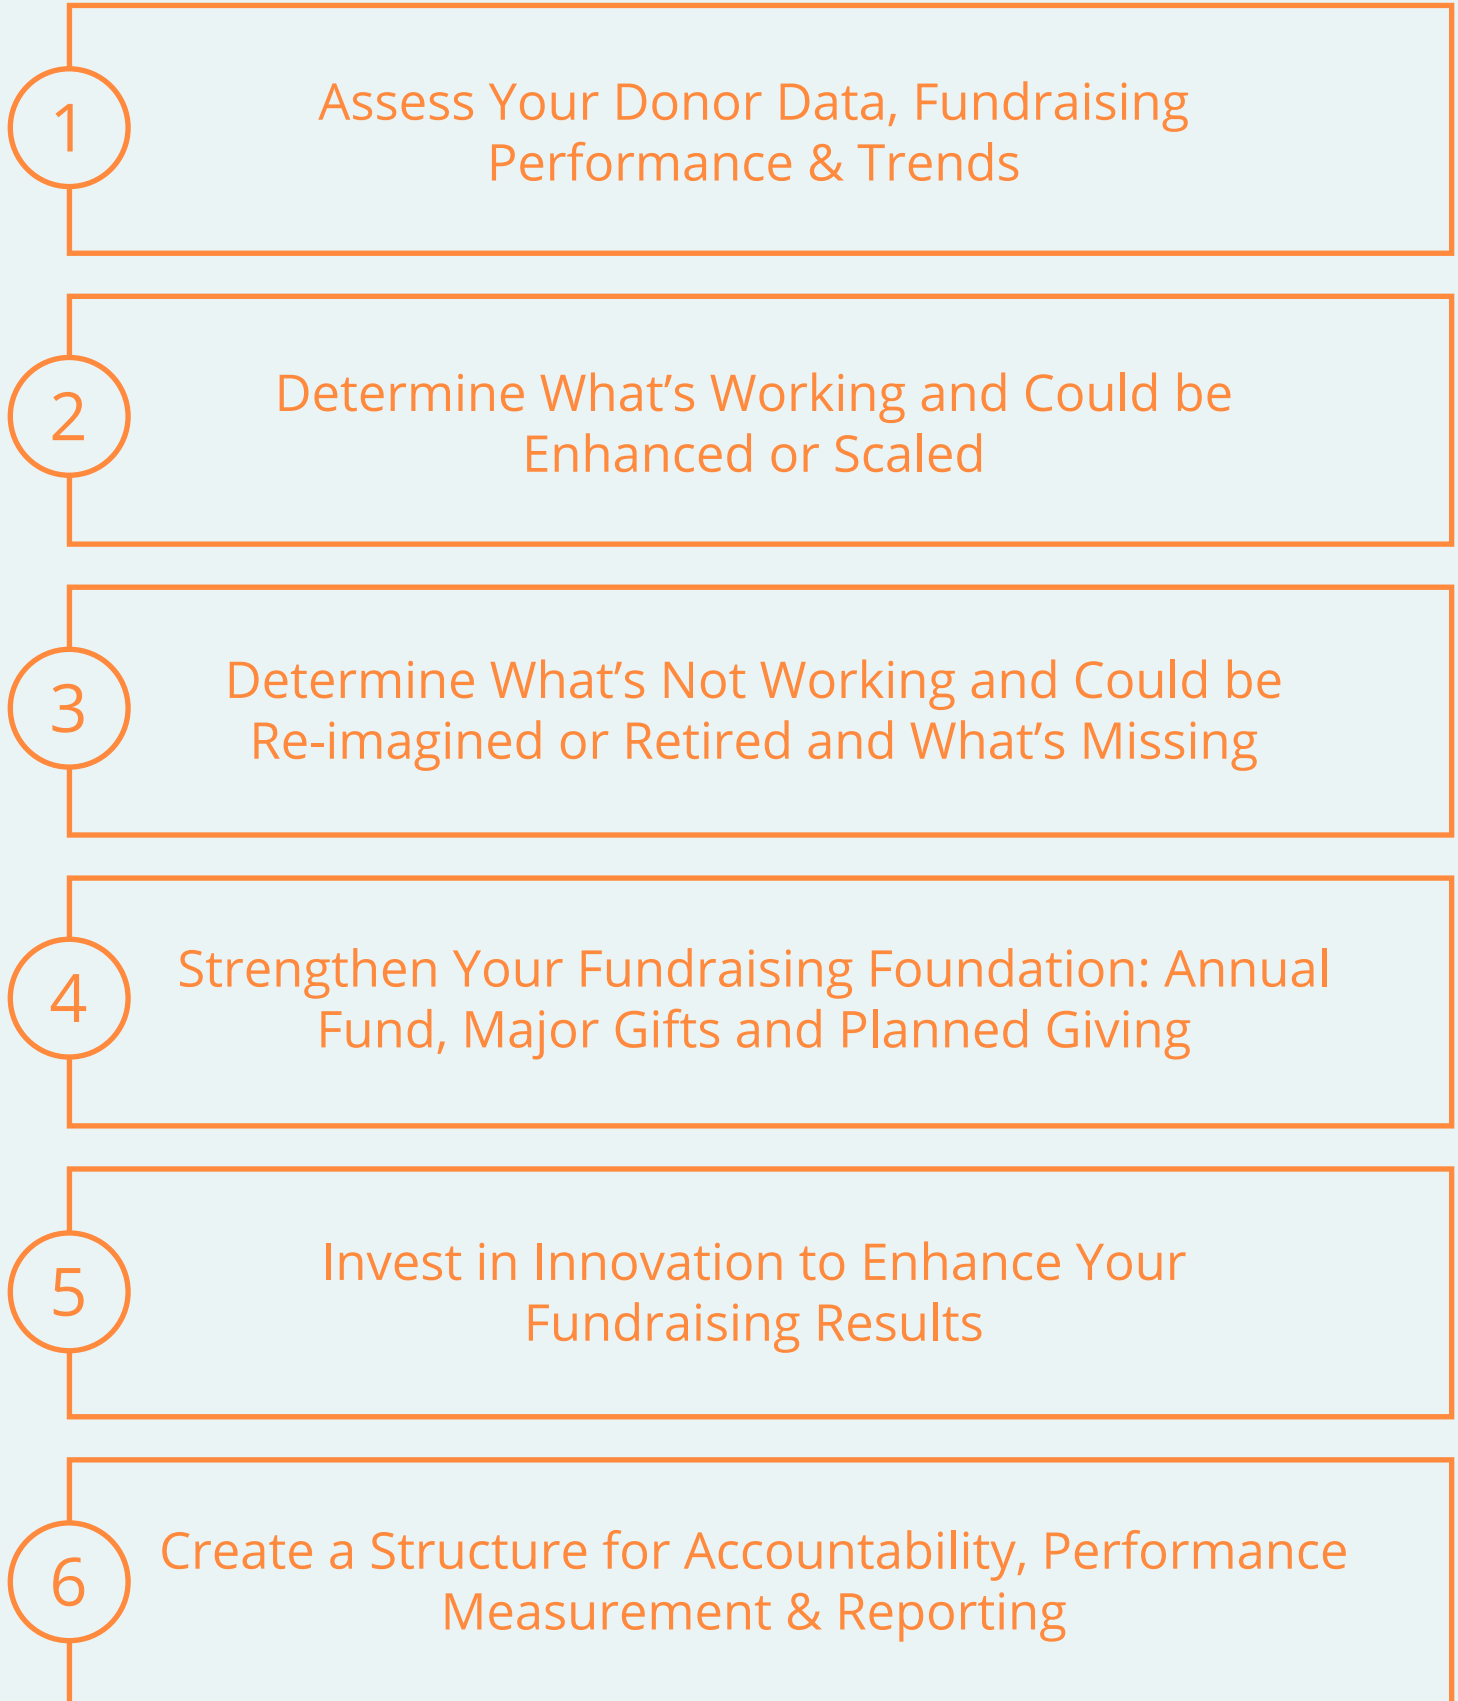 1
Assess Your Donor Data, Fundraising
Performance & Trends
2
Determine What’s Working and Could be
Enhanced or Scaled
3
Determine What’s Not Working and Could be
Re-imagined or Retired and What’s Missing
4
Strengthen Your Fundraising Foundation: Annual
Fund, Major Gifts and Planned Giving
5
Invest in Innovation to Enhance Your
Fundraising Results
6
Create a Structure for Accountability, Performance
Measurement & Reporting